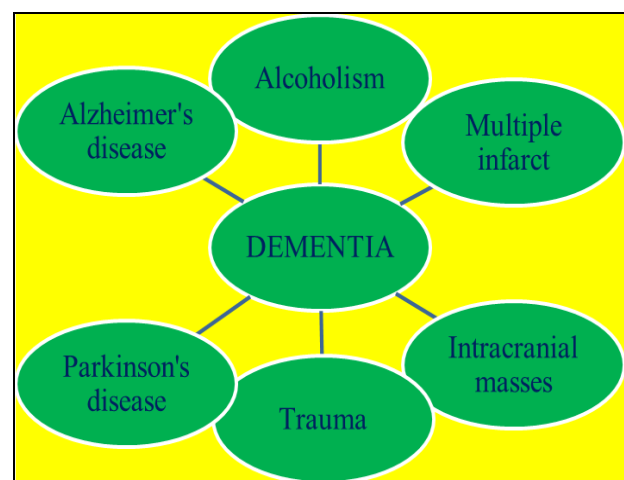 Alcoholism
Alzheimer's
disease
Multiple
infarct
DEMENTIA
Parkinson's
disease
Intracranial
masses
Trauma